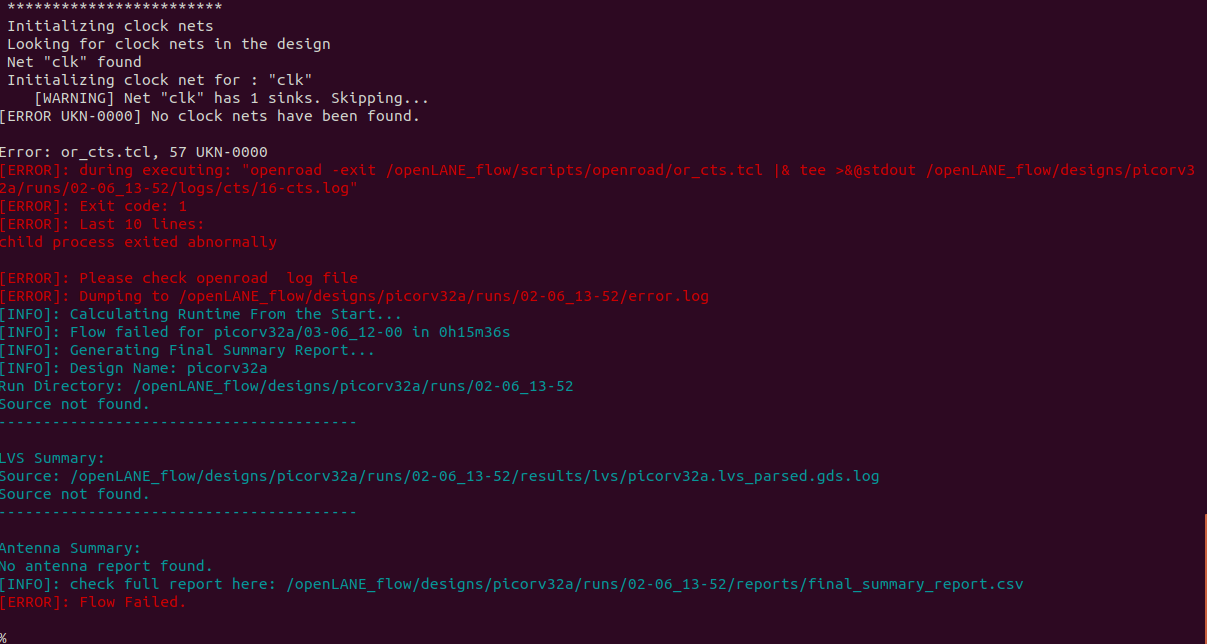 ************************
Initializing clock nets
Looking for clock nets in the design
Net "clk" found
Initializing clock net for : "clk"
[WARNING] Net "clk" has 1 sinks. Skipping...
[ERROR UKN-0000] No clock nets have been found.
Error: or_cts.tcl, 57 UKN-0000
[ERROR]: during executing: "openroad -exit /openLANE_flow/scripts/openroad/or_cts.tcl |& tee >&@stdout /openLANE_flow/designs/picorv3
2a/runs/02-06_13-52/logs/cts/16-cts.log"
[ERROR]: Exit code: 1
[ERROR]: Last 10 lines:
child process exited abnormally
[ERROR]: Please check openroad  log file
[ERROR]: Dumping to /openLANE_flow/designs/picorv32a/runs/02-06_13-52/error.log
[INFO]: Calculating Runtime From the Start...
[INFO]: Flow failed for picorv32a/03-06_12-00 in 0h15m36s
[INFO]: Generating Final Summary Report...
[INFO]: Design Name: picorv32a
Run Directory: /openLANE_flow/designs/picorv32a/runs/02-06_13-52
Source not found.
----------------------------------------
LVS Summary:
Source: /openLANE_flow/designs/picorv32a/runs/02-06_13-52/results/lvs/picorv32a.lvs_parsed.gds.log
Source not found.
----------------------------------------
Antenna Summary:
No antenna report found.
[INFO]: check full report here: /openLANE_flow/designs/picorv32a/runs/02-06_13-52/reports/final_summary_report.csv
[ERROR]: Flow Failed.
%